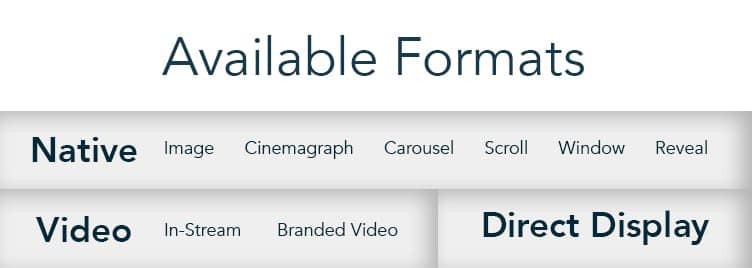 Available Formats
Native Image Cinemagraph Carousel Scroll Window Reveal
Video In-Stream Branded Video Direct Display